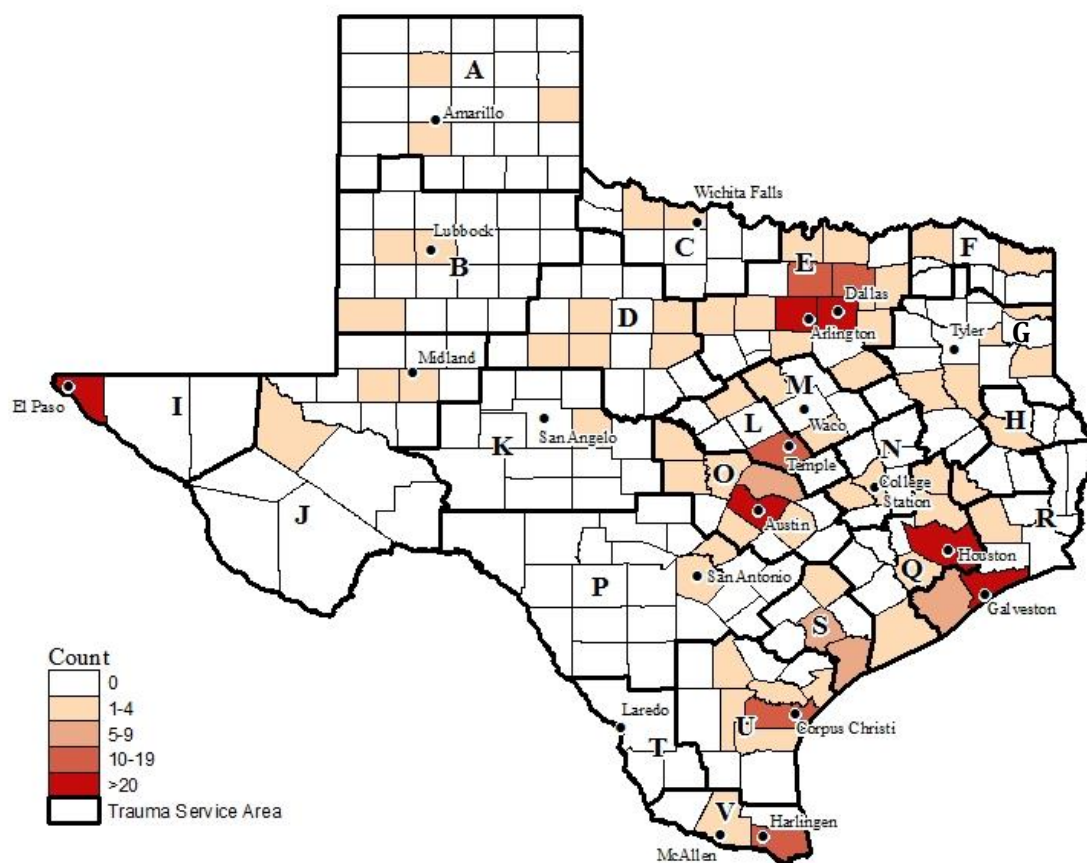 A
Amarillo
Wichita Falls
Lubbock
B
C
E
F
Dallas
Arlington
D
G
Tyler
Midland
El Paso
I
M
Waco
H
San Angelo
K
L
Temple
N
O
College
Station
J
Austin
R
Houston
Q
San Antonio
P
Galveston
S
Laredo
U
Corpus Christi
T
V
Harlingen
McAllen
Count
0
1-4
5-9
10-19
>20
Trauma Service Area